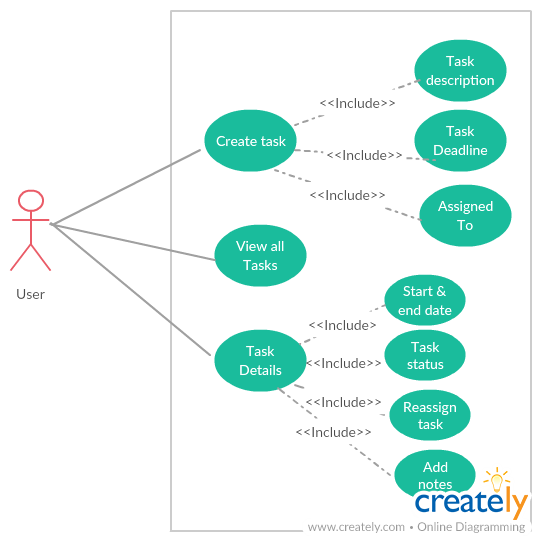 Task
description
<<Include>>
Create task
Task
Deadline
<<Include>>
<<Include>>
Assigned
To
View all
Tasks
User
Start &
end date
<<Include>
Task
Details
<<Include>>
Task
status
<<Include>>
Reassign
task
<<Include>>
Add
notes
creately
www.creately.com • Online Diagramming